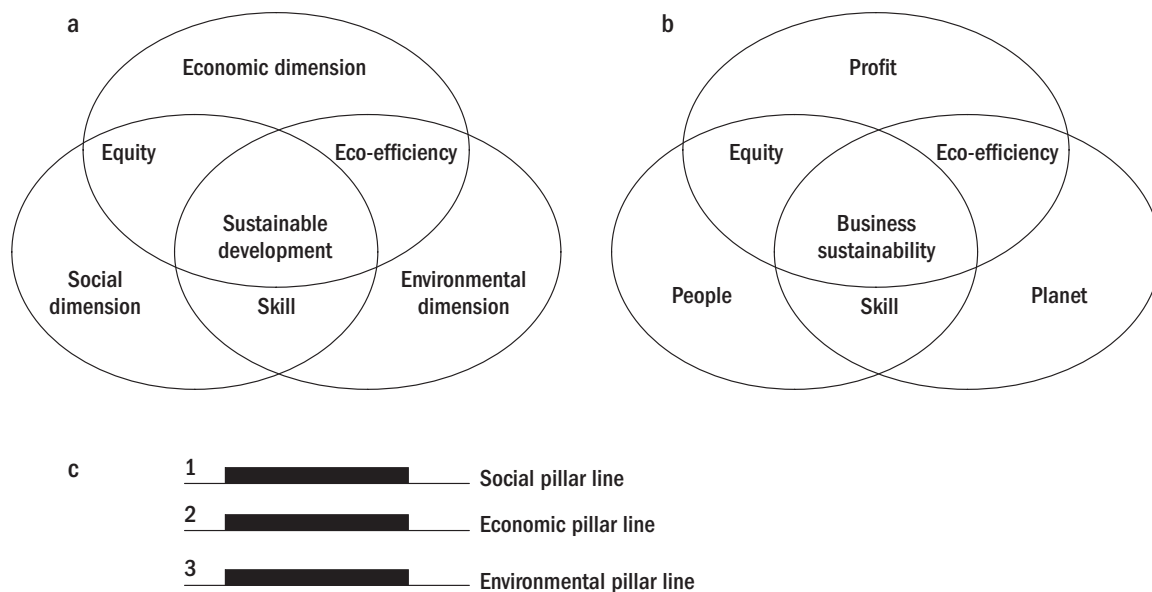 a
Economic dimension
Equity
Eco-efficiency
Sustainable
development
Social
dimension
Skill
Environmental
dimension
b
Profit
Equity
Eco-efficiency
Business
sustainability
People
Skill
Planet
c
1
Social pillar line
2
Economic pillar line
3
Environmental pillar line